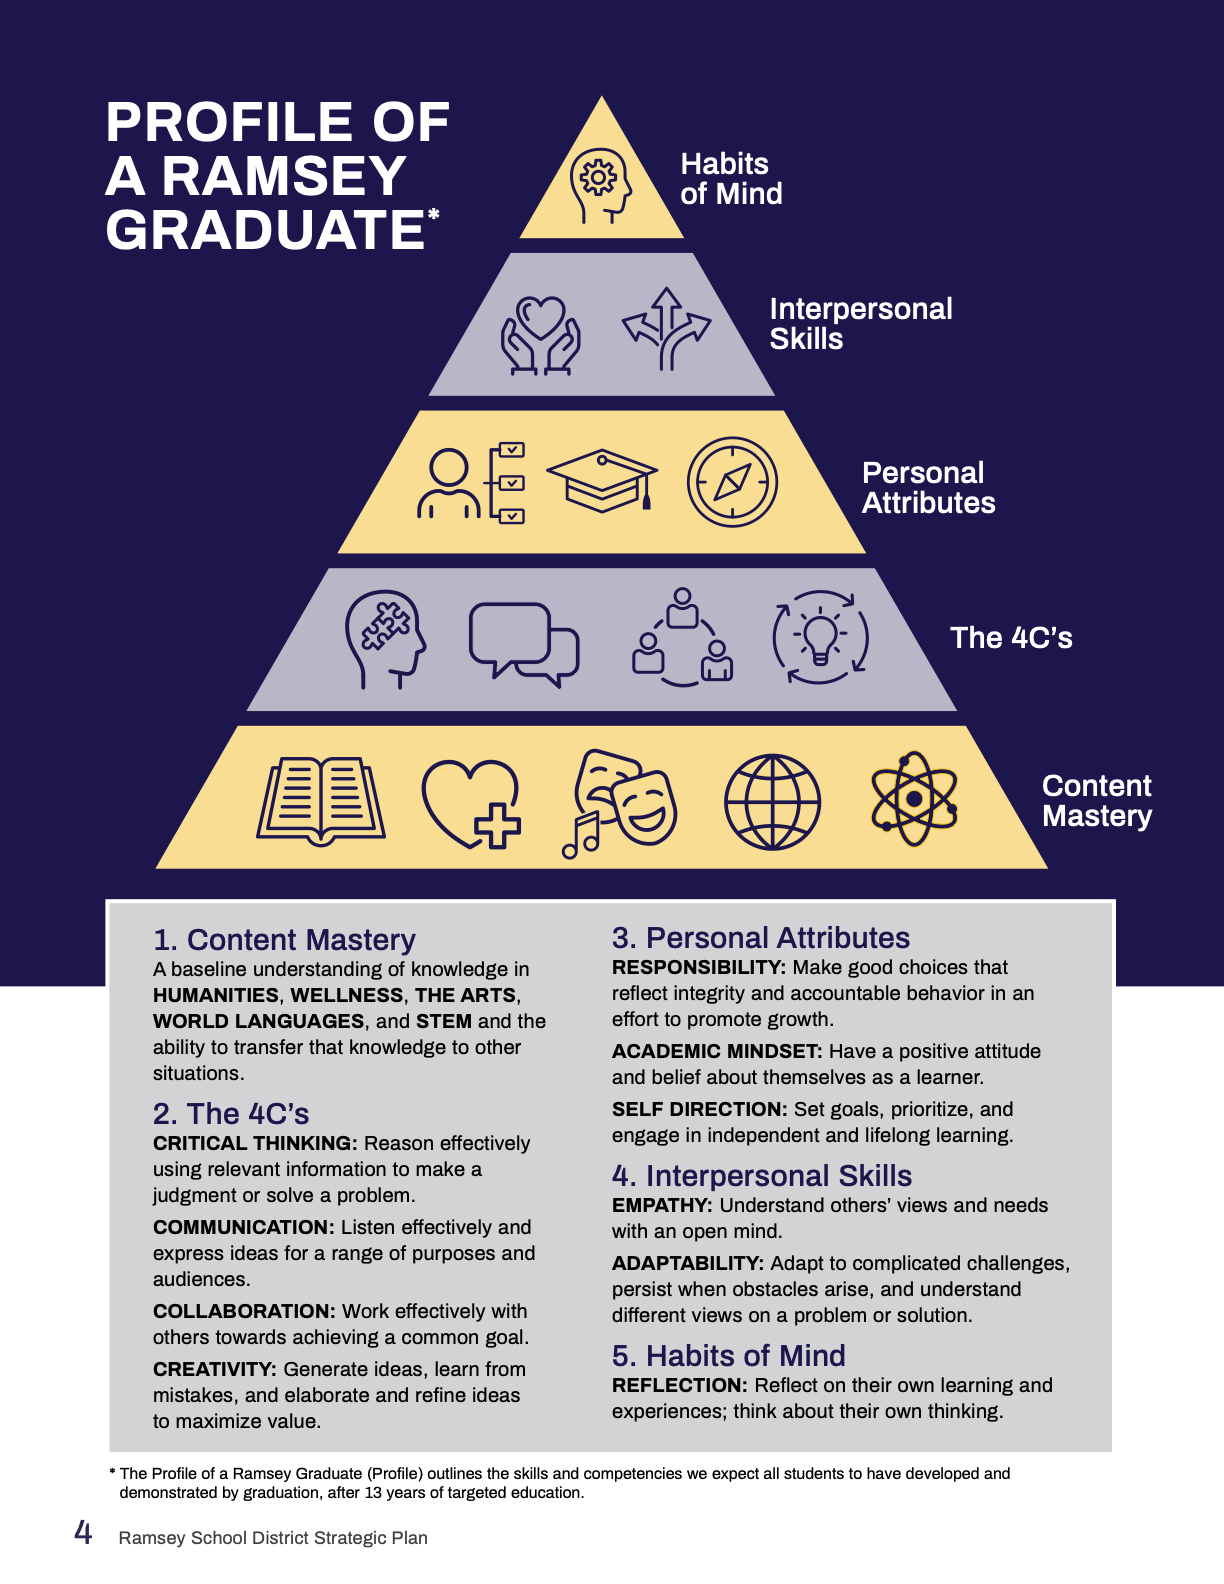 PROFILE OF
A RAMSEY
GRADUATE*
Habits
of Mind
Interpersonal
Skills
Personal
Attributes
The 4C’s
Content
Mastery
1. Content Mastery
A baseline understanding of knowledge in
HUMANITIES, WELLNESS, THE ARTS,
WORLD LANGUAGES, and STEM and the
ability to transfer that knowledge to other
situations.
2. The 4C’s
CRITICAL THINKING: Reason effectively
using relevant information to make a
judgment or solve a problem.
COMMUNICATION: Listen effectively and
express ideas for a range of purposes and
audiences.
COLLABORATION: Work effectively with
others towards achieving a common goal.
CREATIVITY: Generate ideas, learn from
mistakes, and elaborate and refine ideas
to maximize value.
3. Personal Attributes
RESPONSIBILITY: Make good choices that
reflect integrity and accountable behavior in an
effort to promote growth.
ACADEMIC MINDSET: Have a positive attitude
and belief about themselves as a learner.
SELF DIRECTION: Set goals, prioritize, and
engage in independent and lifelong learning.
4. Interpersonal Skills
EMPATHY: Understand others’ views and needs
with an open mind.
ADAPTABILITY: Adapt to complicated challenges,
persist when obstacles arise, and understand
different views on a problem or solution.
5. Habits of Mind
REFLECTION: Reflect on their own learning and
experiences; think about their own thinking.
* The Profile of a Ramsey Graduate (Profile) outlines the skills and competencies we expect all students to have developed and
demonstrated by graduation, after 13 years of targeted education.
4 Ramsey School District Strategic Plan